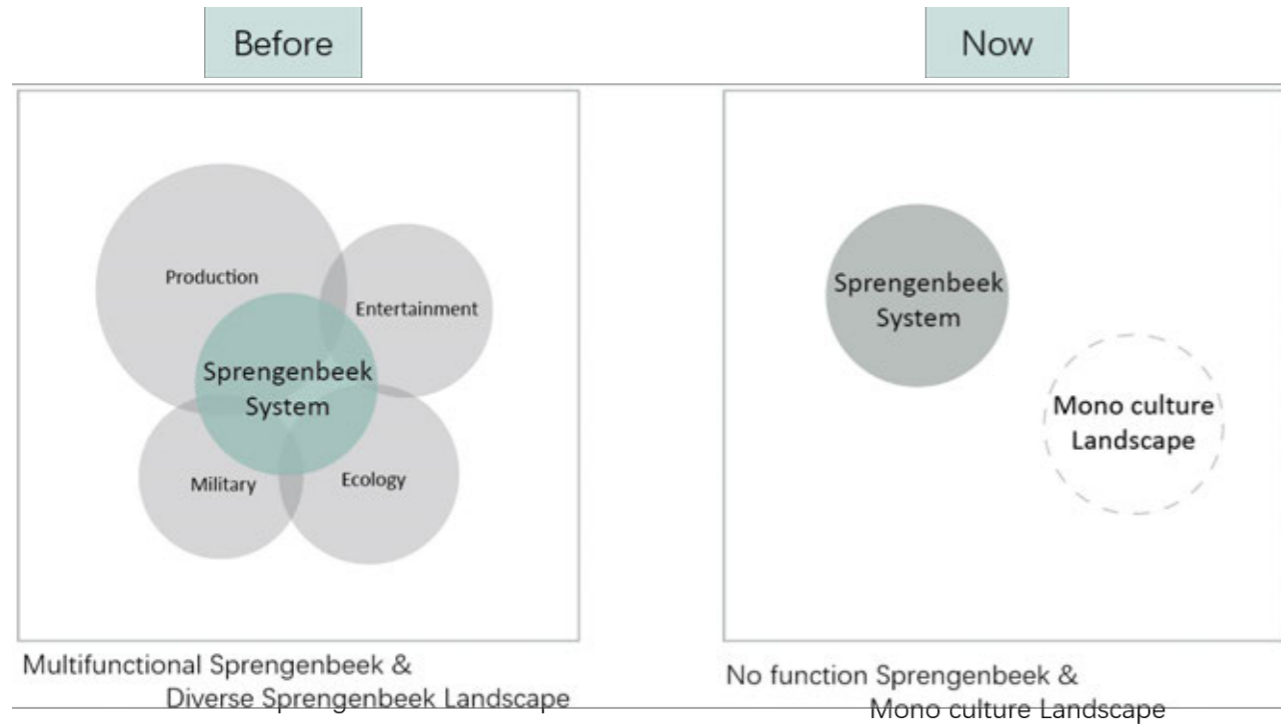 Before
Now
Production
Entertainment
Sprengenbeek
System
Military
Ecology
Sprengenbeek
System
Mono culture
Landscape
Multifunctional Sprengenbeek &
Diverse Sprengenbeek Landscape
No function Sprengenbeek &
Mono culture Landscape